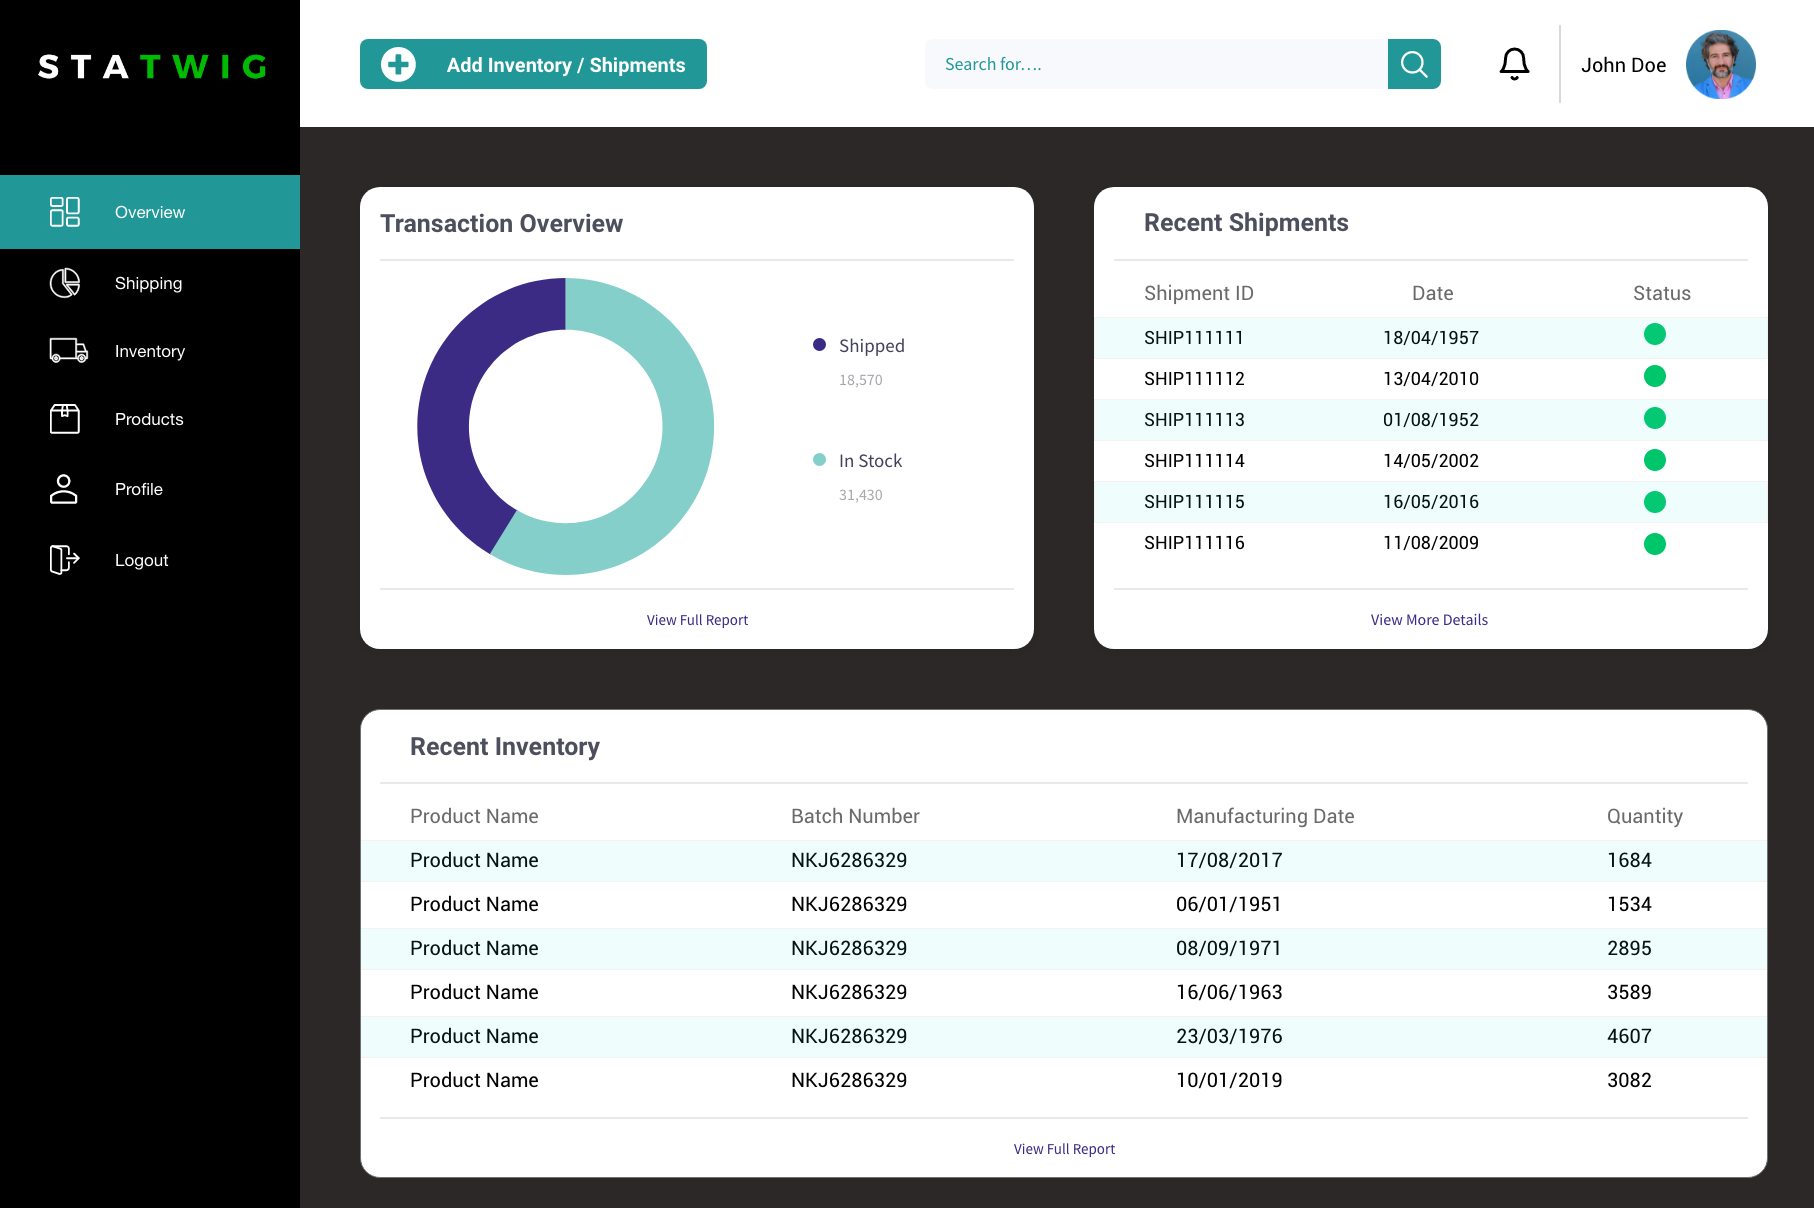 STATWIG
Add Inventory / Shipments
Search for....
John Doe
Overview
Shipping
Inventory
Products
Profile
Logout
Transaction Overview
Shipped
18,570
In Stock
31,430
View Full Report
Recent Shipments
Shipment ID Date Status
SHIP111111 18/04/1957
SHIP111112 13/04/2010
SHIP111113 01/08/1952
SHIP111114 14/05/2002
SHIP111115 16/05/2016
SHIP111116 11/08/2009
View More Details
Recent Inventory
Product Name Batch Number Manufacturing Date Quantity
Product Name NKJ6286329 17/08/2017 1684
Product Name NKJ6286329 06/01/1951 1534
Product Name NKJ6286329 08/09/1971 2895
Product Name NKJ6286329 16/06/1963 3589
Product Name NKJ6286329 23/03/1976 4607
Product Name NKJ6286329 10/01/2019 3082
View Full Report